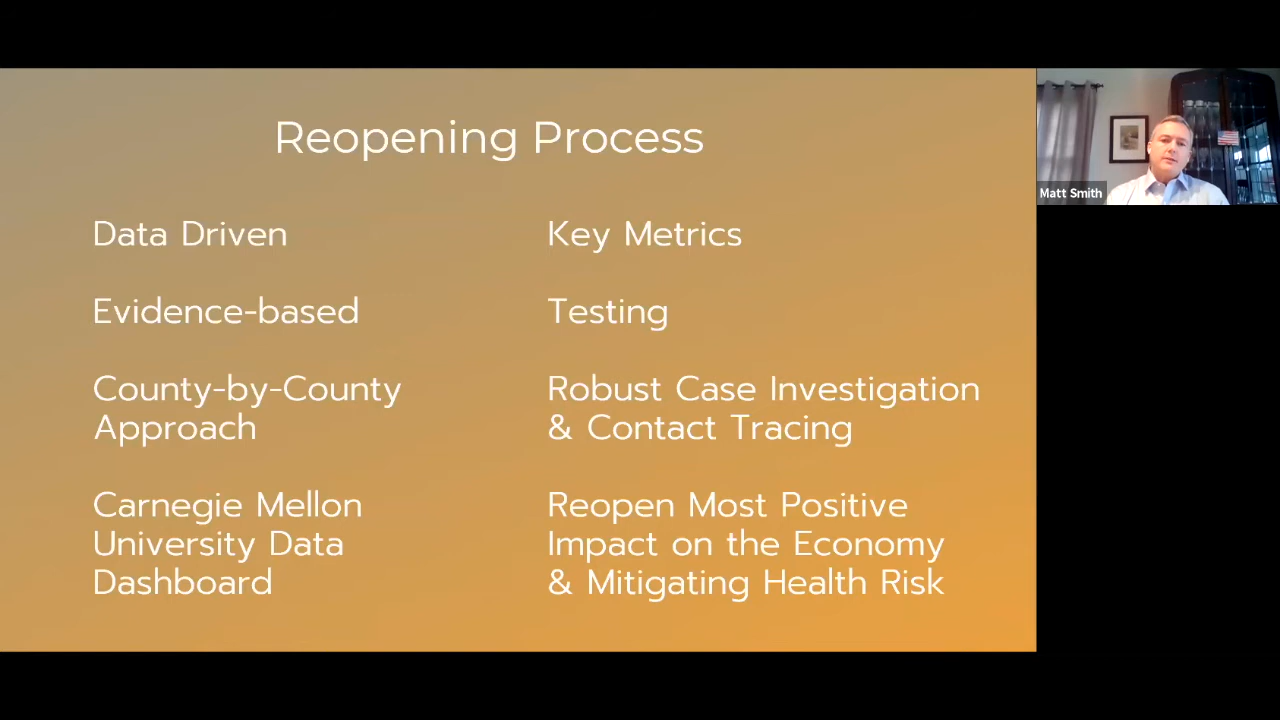 Reopening Process
Data Driven
Evidence-based
County-by-County
Approach
Carnegie Mellon
University Data
Dashboard
Key Metrics
Testing
Robust Case Investigation
& Contact Tracing
Reopen Most Positive
Impact on the Economy
& Mitigating Health Risk
Matt Smith